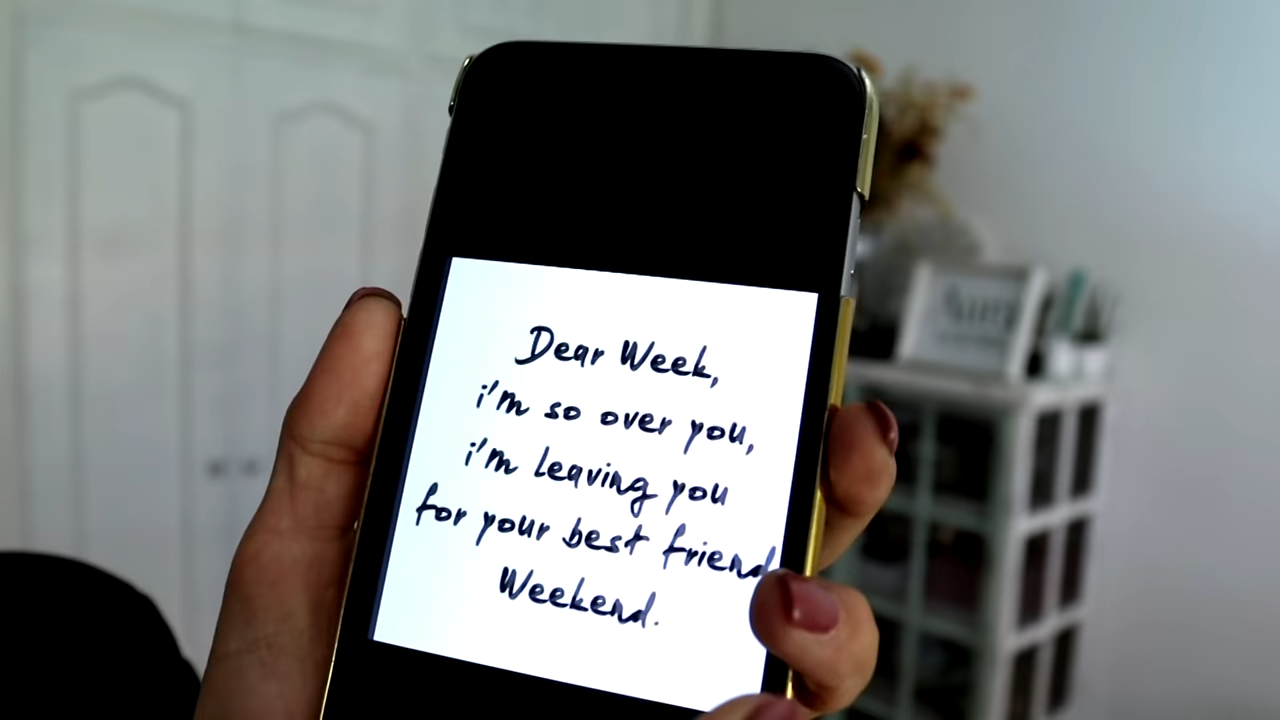 Dear Week,
i'm so over you,
i'm leaving you
for your best friend
Weekend.